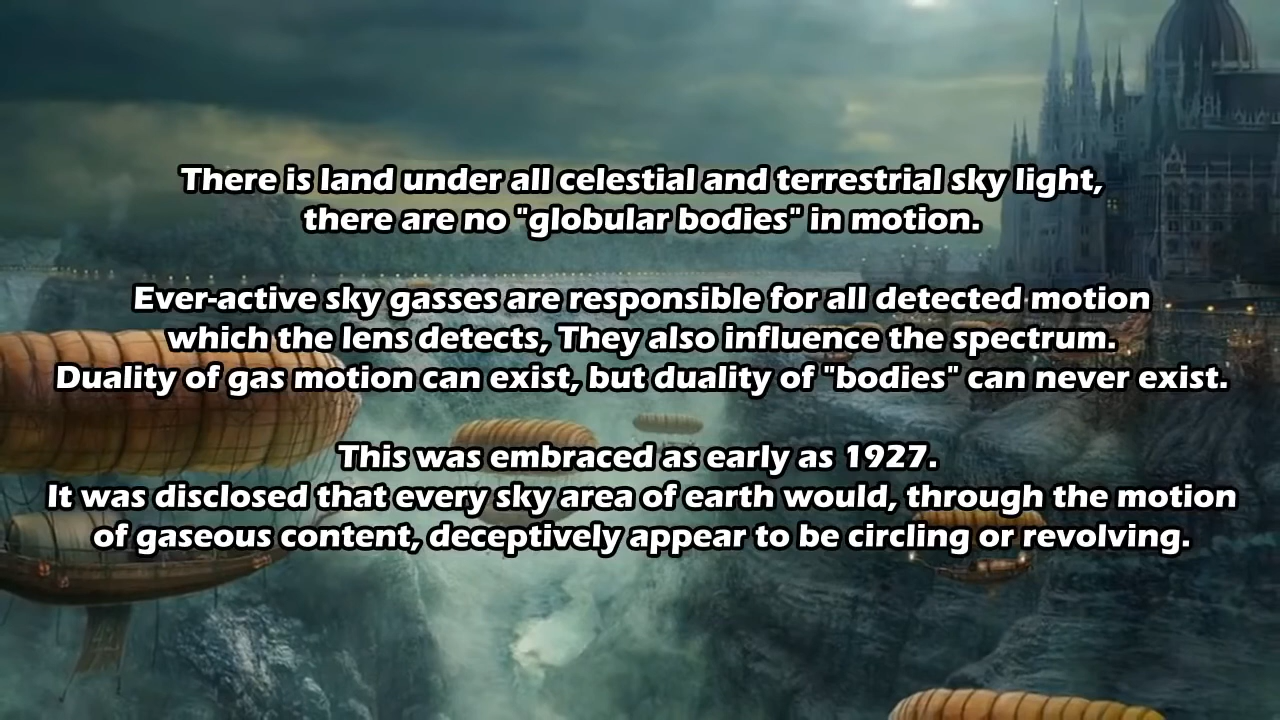 There is land under all celestial and terrestrial sky light,
there are no "globular bodies" in motion.
Ever-active sky gasses are responsible for all detected motion
which the lens detects, They also influence the spectrum.
Duality of gas motion can exist, but duality of "bodies" can never exist.
This was embraced as early as 1927.
It was disclosed that every sky area of earth would, through the motion
of gaseous content, deceptively appear to be circling or revolving.